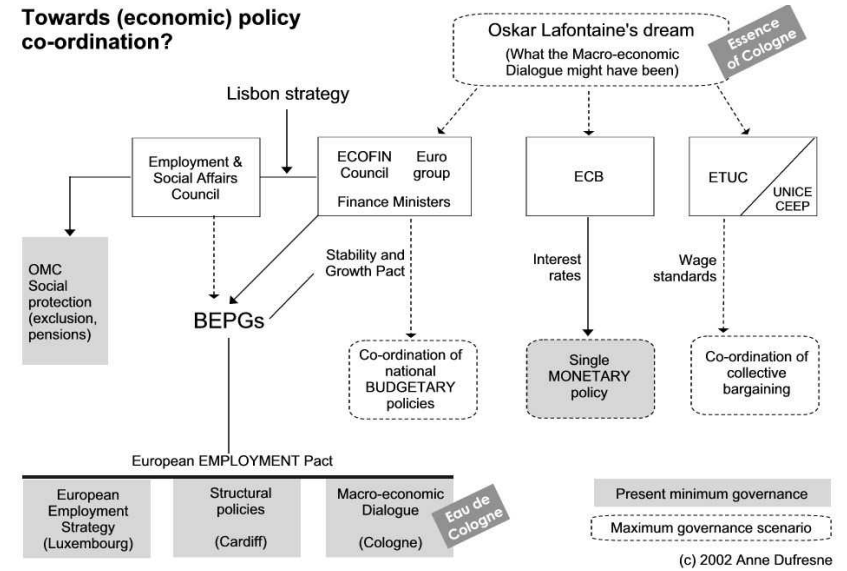 Towards (economic) policy
co-ordination?
Oskar Lafontaine's dream
(What the Macro-economic
Dialogue might have been)
Essence
of Cologne
Lisbon strategy
Employment &
Social Affairs
Council
ECOFIN
Council
Euro
group
Finance Ministers
ECB
ETUC
UNICE
CEEP
OMC
Social
protection
(exclusion,
pensions)
BEPGs
Stability and
Growth Pact
Interest
rates
Wage
standards
Co-ordination of
national
BUDGETARY
policies
Single
MONETARY
policy
Co-ordination of
collective
bargaining
European EMPLOYMENT Pact
European
Employment
Strategy
(Luxembourg)
Structural
policies
(Cardiff)
Macro-economic
Dialogue
(Cologne)
Eau de
Cologne
Present minimum governance
Maximum governance scenario
(c) 2002 Anne Dufresne